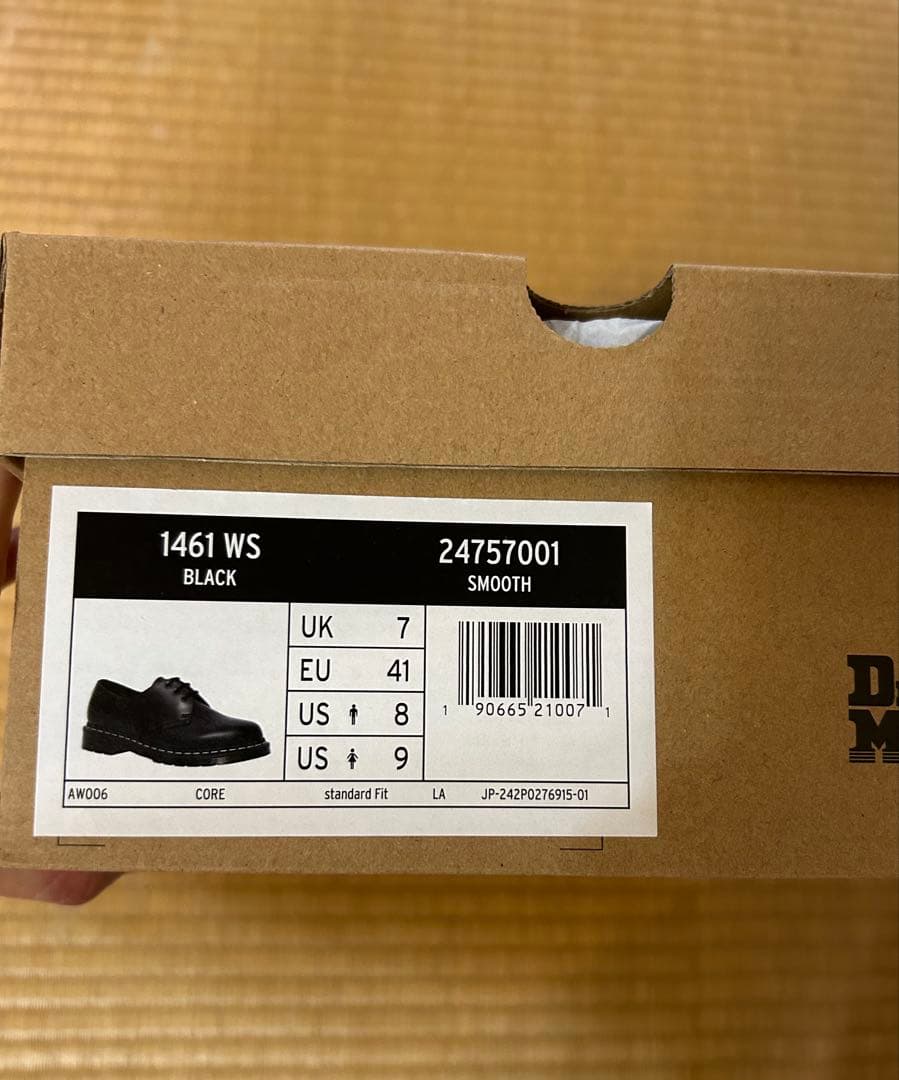 1461 WS
BLACK
24757001
SMOOTH
UK 7
EU 41
US 8
US 9
1 90665 21007 1
AW006 CORE standard Fit LA JP-242P0276915-01
D
M